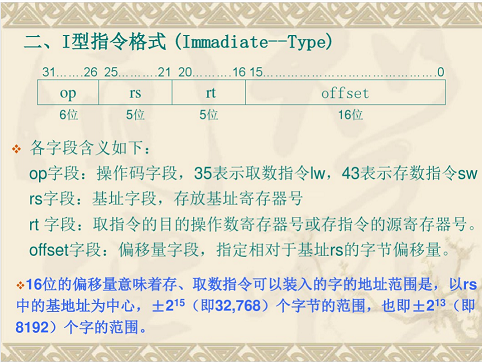 二、I型指令格式 (Immadiate--Type)
31.......26 25..........21 20.........16 15............................................0
op rs rt offset
6位 5位 5位 16位
各字段含义如下：
op字段：操作码字段，35表示取数指令lw，43表示存数指令sw
rs字段：基址字段，存放基址寄存器号
rt 字段：取指令的目的操作数寄存器号或存指令的源寄存器号。
offset字段：偏移量字段，指定相对于基址rs的字节偏移量。
16位的偏移量意味着存、取数指令可以装入的字的地址范围是，以rs
中的基地址为中心，±2¹⁵（即32,768）个字节的范围，也即±2¹³（即
8192）个字的范围。